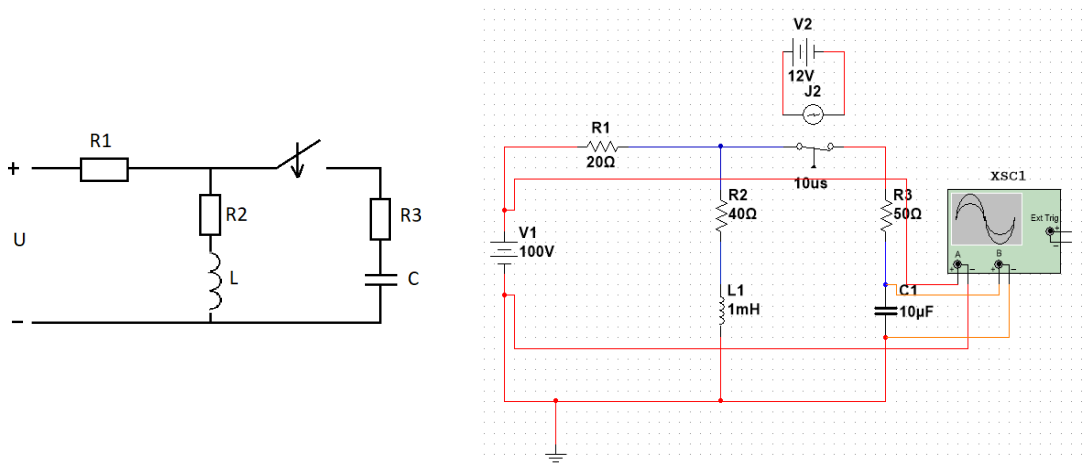 R1
+
R2
R3
U
L
C
−
V2
12V
J2
R1
20Ω
10us
XSC1
R2
40Ω
R3
50Ω
Ext Trig
+
−
V1
100V
A
B
+ − + −
L1
1mH
C1
10µF